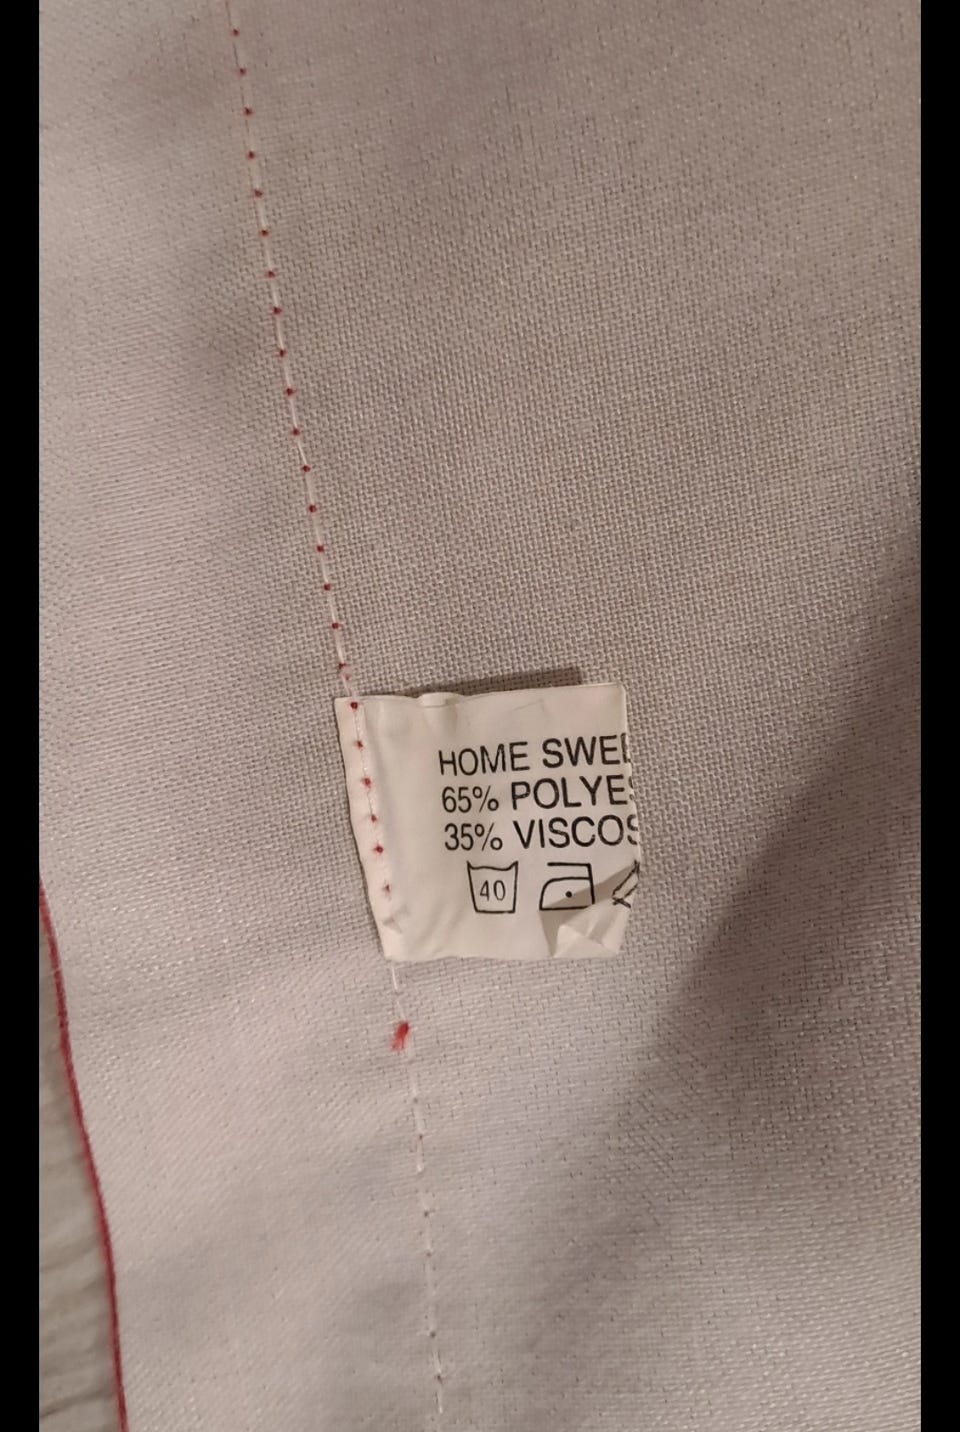 HOME SWEE
65% POLYES
35% VISCOS
40